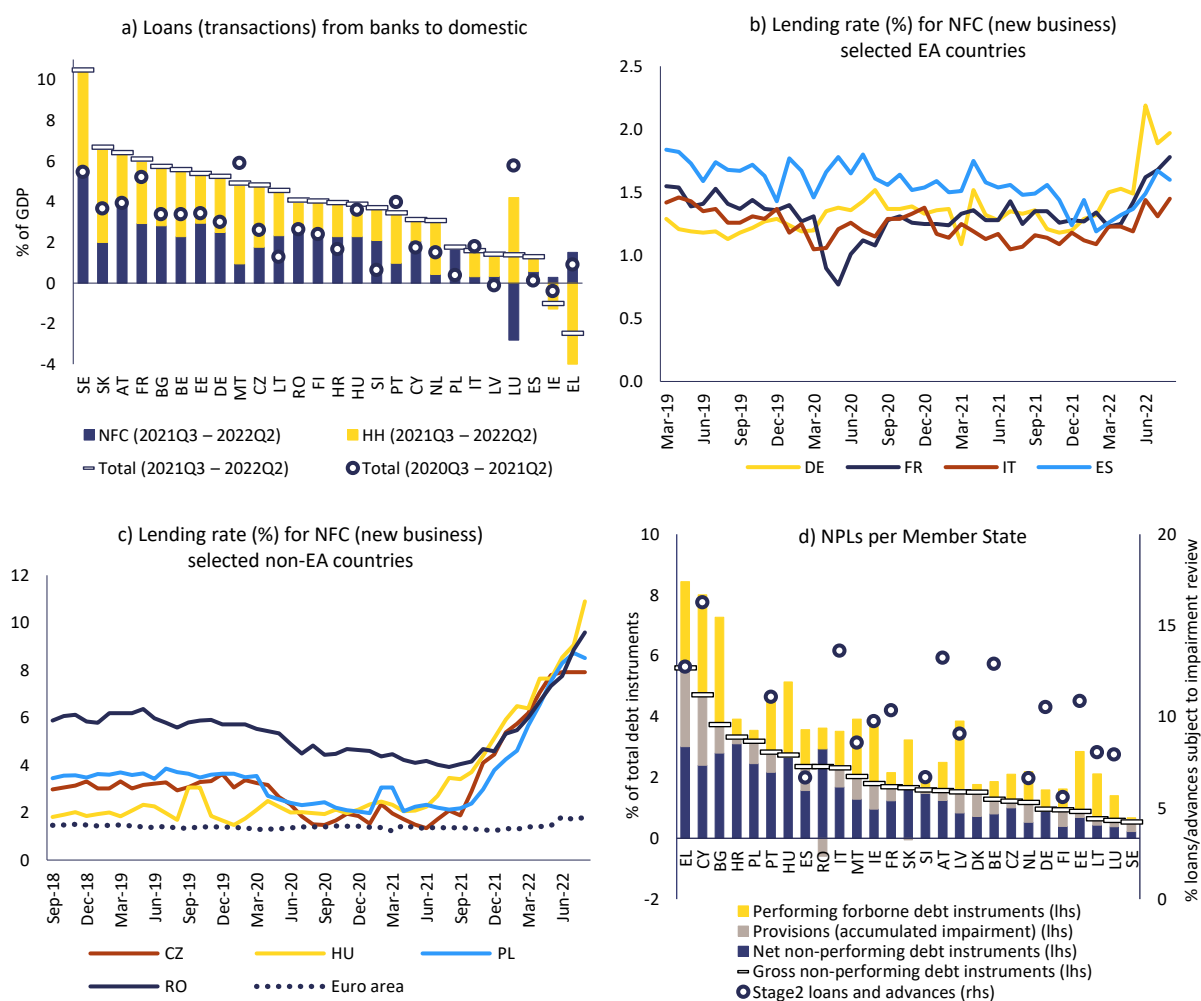 a) Loans (transactions) from banks to domestic
% of GDP
10
8
6
4
2
0
-2
-4
SE SK AT FR BG BE EE DE MT CZ LT RO FI HR HU SI PT CY NL PL IT LV LU ES IE EL
NFC (2021Q3 – 2022Q2) HH (2021Q3 – 2022Q2)
Total (2021Q3 – 2022Q2) Total (2020Q3 – 2021Q2)
b) Lending rate (%) for NFC (new business)
selected EA countries
2.5
2.0
1.5
1.0
0.5
0.0
Mar-19 Jun-19 Sep-19 Dec-19 Mar-20 Jun-20 Sep-20 Dec-20 Mar-21 Jun-21 Sep-21 Dec-21 Mar-22 Jun-22
DE FR IT ES
c) Lending rate (%) for NFC (new business)
selected non-EA countries
12
10
8
6
4
2
0
Sep-18 Dec-18 Mar-19 Jun-19 Sep-19 Dec-19 Mar-20 Jun-20 Sep-20 Dec-20 Mar-21 Jun-21 Sep-21 Dec-21 Mar-22 Jun-22
CZ HU PL
RO Euro area
d) NPLs per Member State
% of total debt instruments
10
8
6
4
2
0
-2
EL CY BG HR PL PT HU ES RO IT MT IE FR SK SI AT LV DK BE CZ NL DE FI EE LT LU SE
20
15
10
5
0
% loans/advances subject to impairment review
Performing forborne debt instruments (lhs)
Provisions (accumulated impairment) (lhs)
Net non-performing debt instruments (lhs)
Gross non-performing debt instruments (lhs)
Stage2 loans and advances (rhs)